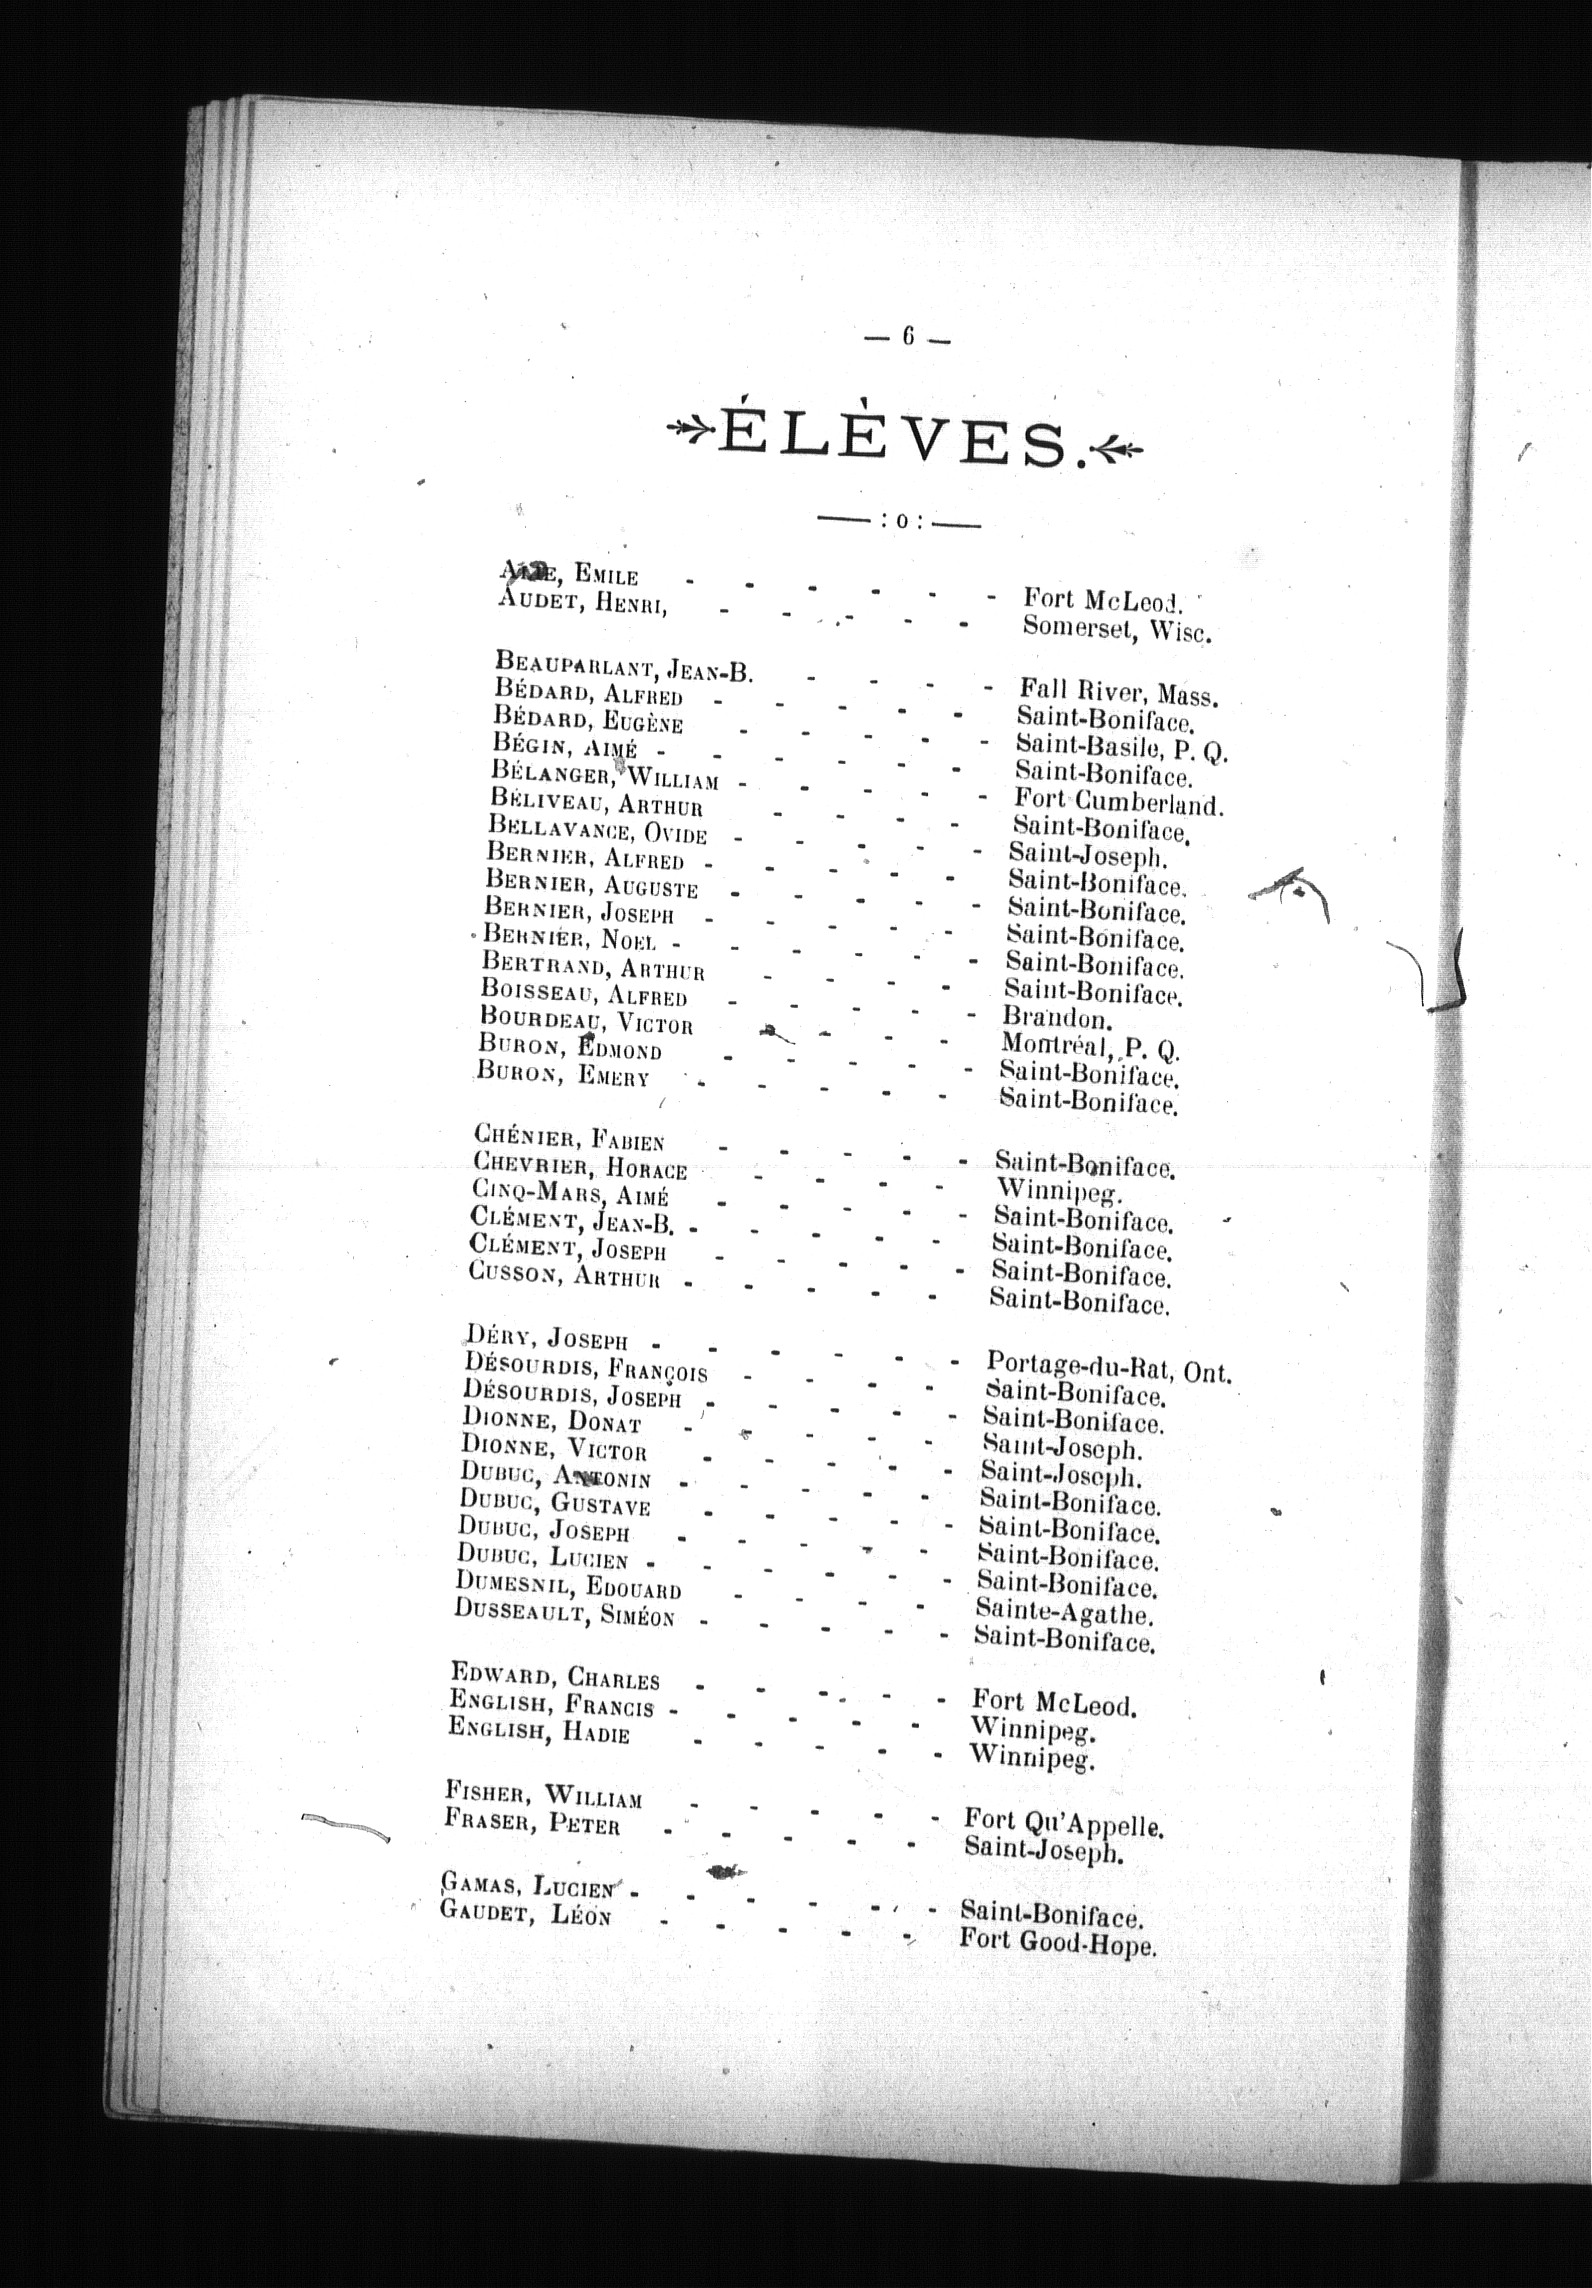 — 6 —
ÉLÈVES.
—— : o : ——
EMILE - - - - - - Fort McLeod.
AUDET, HENRI, - - - - - Somerset, Wisc.
BEAUPARLANT, JEAN-B. - - - - Fall River, Mass.
BÉDARD, ALFRED - - - - - Saint-Boniface.
BÉDARD, EUGÈNE - - - - - Saint-Basile, P. Q.
BÉGIN, AIMÉ - - - - - - Saint-Boniface.
BÉLANGER, WILLIAM - - - - - Fort Cumberland.
BÉLIVEAU, ARTHUR - - - - Saint-Boniface.
BELLAVANCE, OVIDE - - - - - Saint-Joseph.
BERNIER, ALFRED - - - - - Saint-Boniface.
BERNIER, AUGUSTE - - - - - Saint-Boniface.
BERNIER, JOSEPH - - - - - Saint-Boniface.
BERNIER, NOEL - - - - - - Saint-Boniface.
BERTRAND, ARTHUR - - - - Saint-Boniface.
BOISSEAU, ALFRED - - - - - Brandon.
BOURDEAU, VICTOR - - - - Montréal, P. Q.
BURON, EDMOND - - - - - Saint-Boniface.
BURON, EMERY - - - - - Saint-Boniface.
CHÉNIER, FABIEN - - - - - Saint-Boniface.
CHEVRIER, HORACE - - - - Winnipeg.
CINQ-MARS, AIMÉ - - - - - Saint-Boniface.
CLÉMENT, JEAN-B. - - - - - Saint-Boniface.
CLÉMENT, JOSEPH - - - - - Saint-Boniface.
CUSSON, ARTHUR - - - - - Saint-Boniface.
DÉRY, JOSEPH - - - - - - Portage-du-Rat, Ont.
DÉSOURDIS, FRANÇOIS - - - - Saint-Boniface.
DÉSOURDIS, JOSEPH - - - - - Saint-Boniface.
DIONNE, DONAT - - - - - Saint-Joseph.
DIONNE, VICTOR - - - - - Saint-Joseph.
DUBUC, ANTONIN - - - - - Saint-Boniface.
DUBUC, GUSTAVE - - - - - Saint-Boniface.
DUBUC, JOSEPH - - - - - Saint-Boniface.
DUBUC, LUCIEN - - - - - - Saint-Boniface.
DUMESNIL, EDOUARD - - - - Sainte-Agathe.
DUSSEAULT, SIMÉON - - - - - Saint-Boniface.
EDWARD, CHARLES - - - - - Fort McLeod.
ENGLISH, FRANCIS - - - - - Winnipeg.
ENGLISH, HADIE - - - - - Winnipeg.
FISHER, WILLIAM - - - - - Fort Qu'Appelle.
FRASER, PETER - - - - - Saint-Joseph.
GAMAS, LUCIEN - - - - - - Saint-Boniface.
GAUDET, LÉON - - - - - Fort Good-Hope.